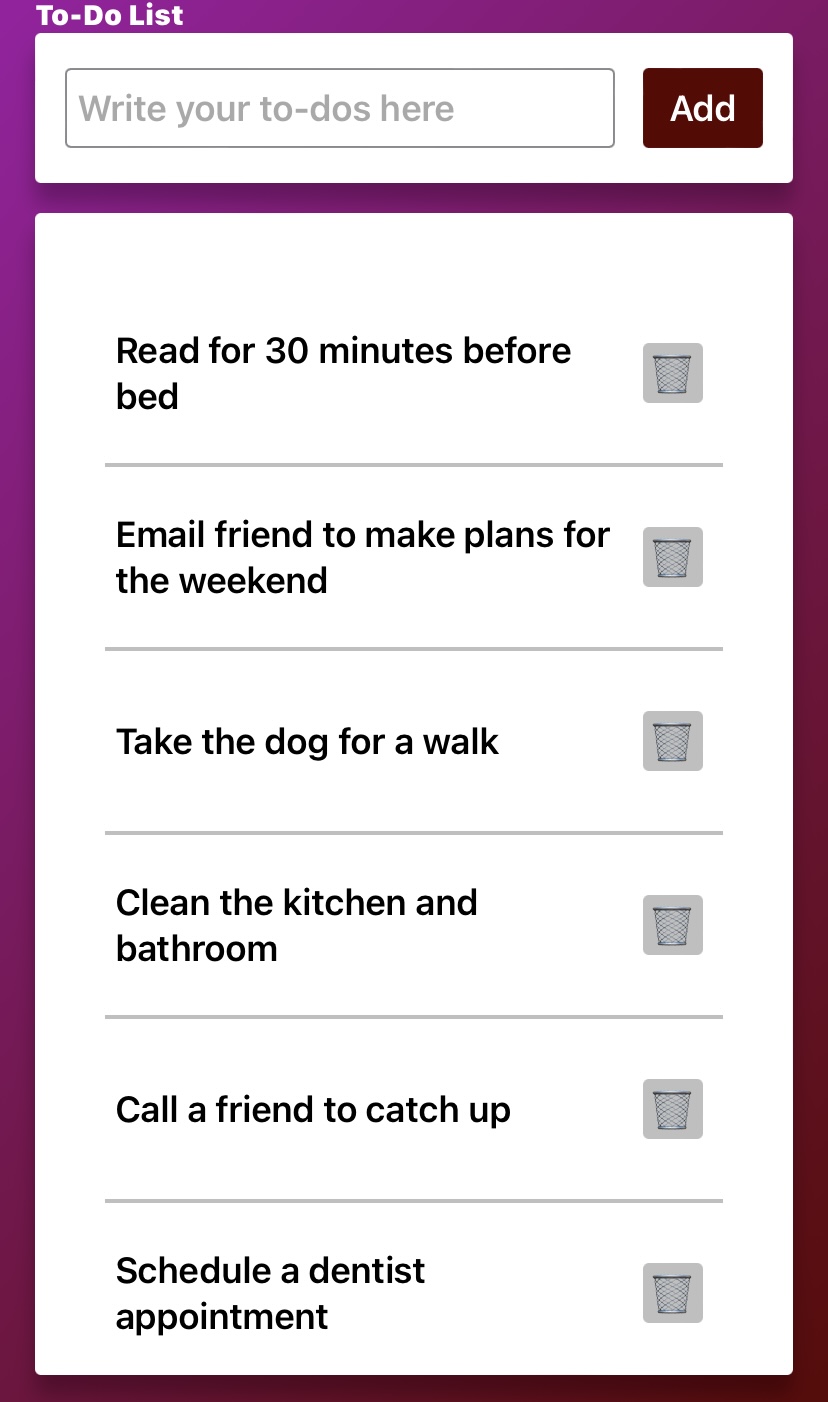 To-Do List
Write your to-dos here
Add
Read for 30 minutes before
bed
Email friend to make plans for
the weekend
Take the dog for a walk
Clean the kitchen and
bathroom
Call a friend to catch up
Schedule a dentist
appointment